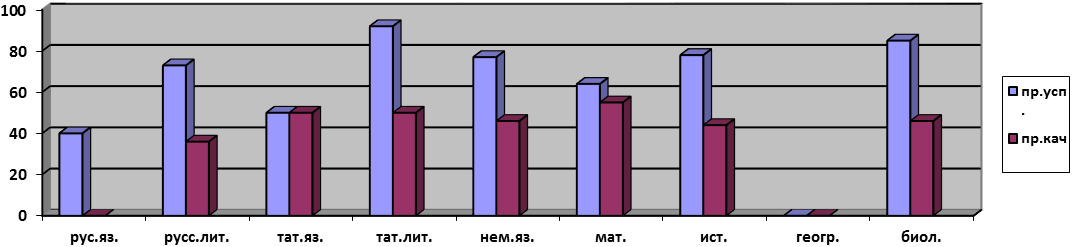 100
80
60
40
20
0
рус.яз. русс.лит. тат.яз. тат.лит. нем.яз. мат. ист. геогр. биол.
пр.усп
.
пр.кач